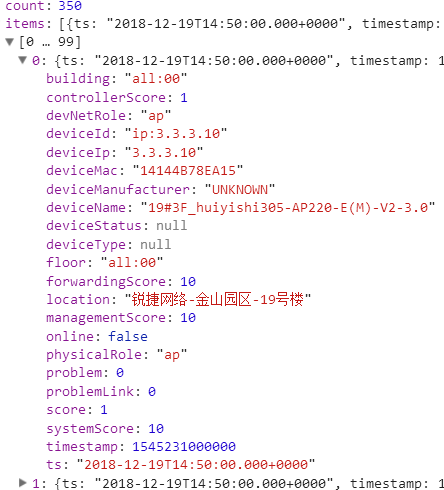 count: 350
items: [{ts: "2018-12-19T14:50:00.000+0000", timestamp: 1
[0 … 99]
0: {ts: "2018-12-19T14:50:00.000+0000", timestamp: 1
building: "all:00"
controllerScore: 1
devNetRole: "ap"
deviceId: "ip:3.3.3.10"
deviceIp: "3.3.3.10"
deviceMac: "14144B78EA15"
deviceManufacturer: "UNKNOWN"
deviceName: "19#3F_huiyishi305-AP220-E(M)-V2-3.0"
deviceStatus: null
deviceType: null
floor: "all:00"
forwardingScore: 10
location: "锐捷网络-金山园区-19号楼"
managementScore: 10
online: false
physicalRole: "ap"
problem: 0
problemLink: 0
score: 1
systemScore: 10
timestamp: 1545231000000
ts: "2018-12-19T14:50:00.000+0000"
1: {ts: "2018-12-19T14:50:00.000+0000", timestamp: 1